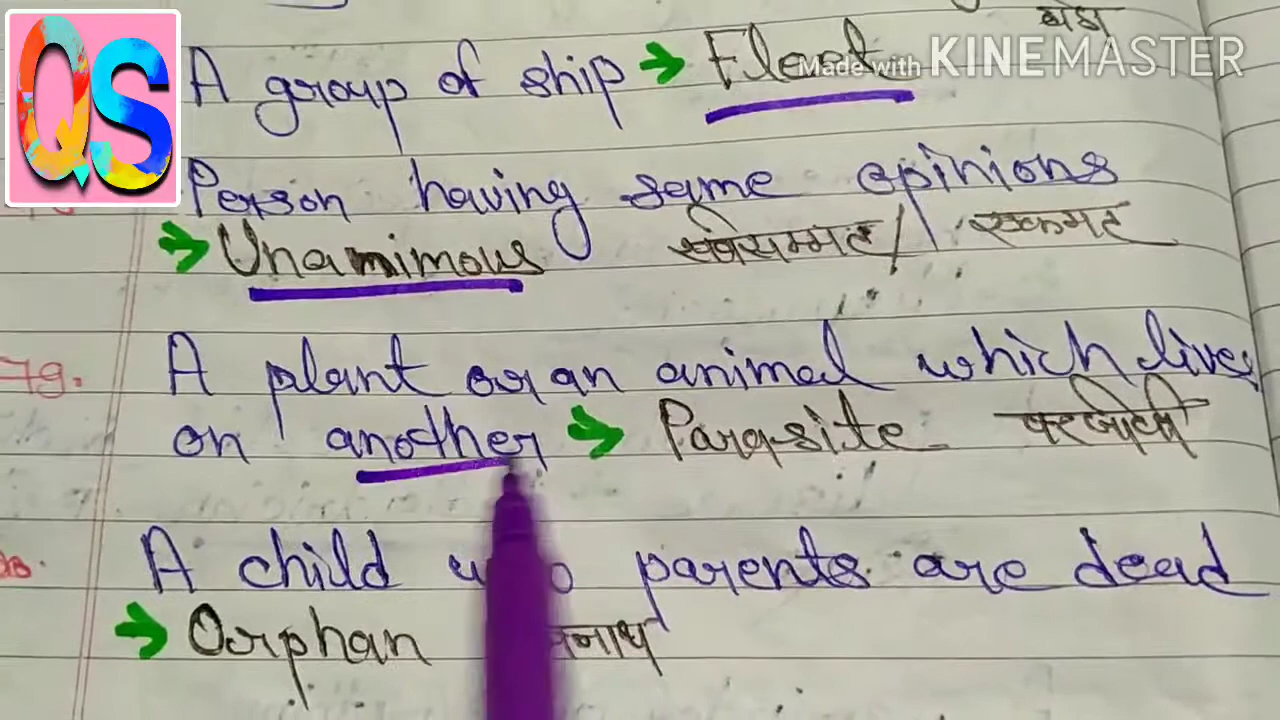 QS
A group of ship → Fleet बेड़ा
Made with KINEMASTER
Person having same opinions
→ Unanimous सर्वसम्मत / एकमत
79. A plant or an animal which lives
on another → Parasite परजीवी
A child who parents are dead
→ Orphan